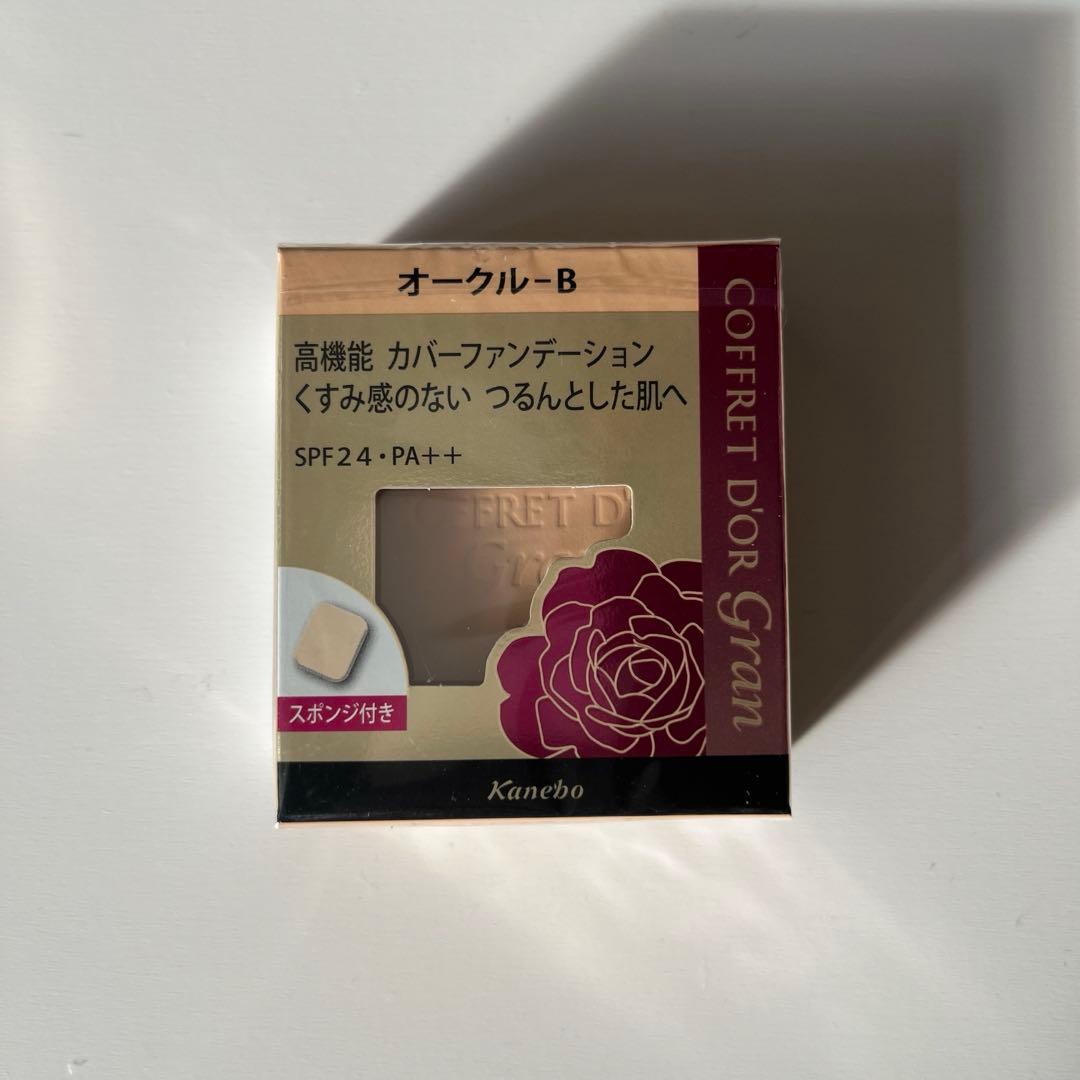 オークル-B
高機能 カバーファンデーション
くすみ感のない つるんとした肌へ
SPF24・PA++
COFFRET D'OR gran
FFRET D'
スポンジ付き
Kanebo